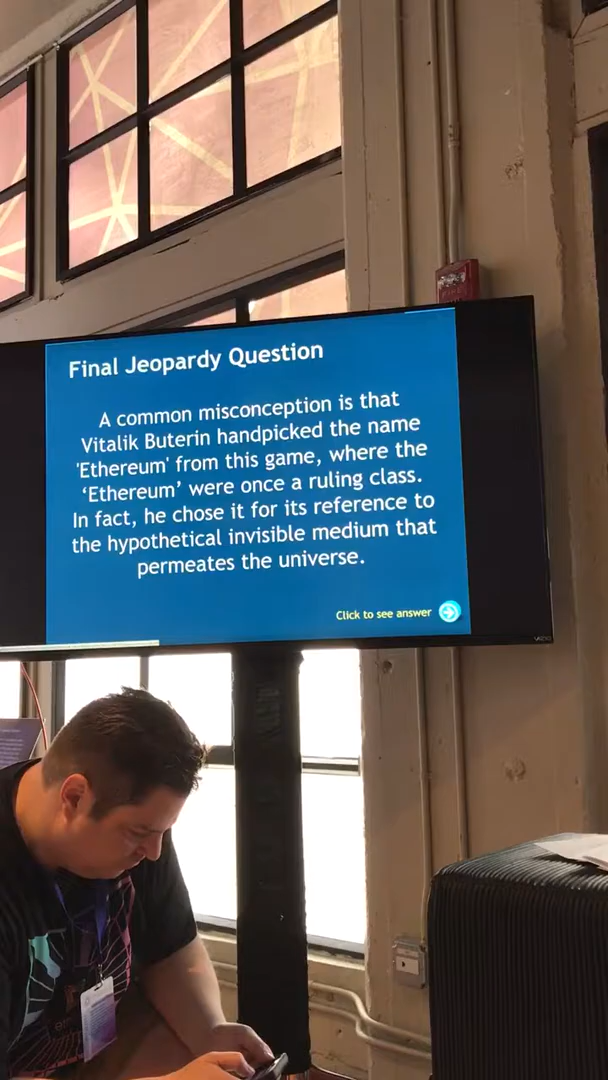 Final Jeopardy Question
A common misconception is that
Vitalik Buterin handpicked the name
'Ethereum' from this game, where the
‘Ethereum’ were once a ruling class.
In fact, he chose it for its reference to
the hypothetical invisible medium that
permeates the universe.
Click to see answer
VIZIO